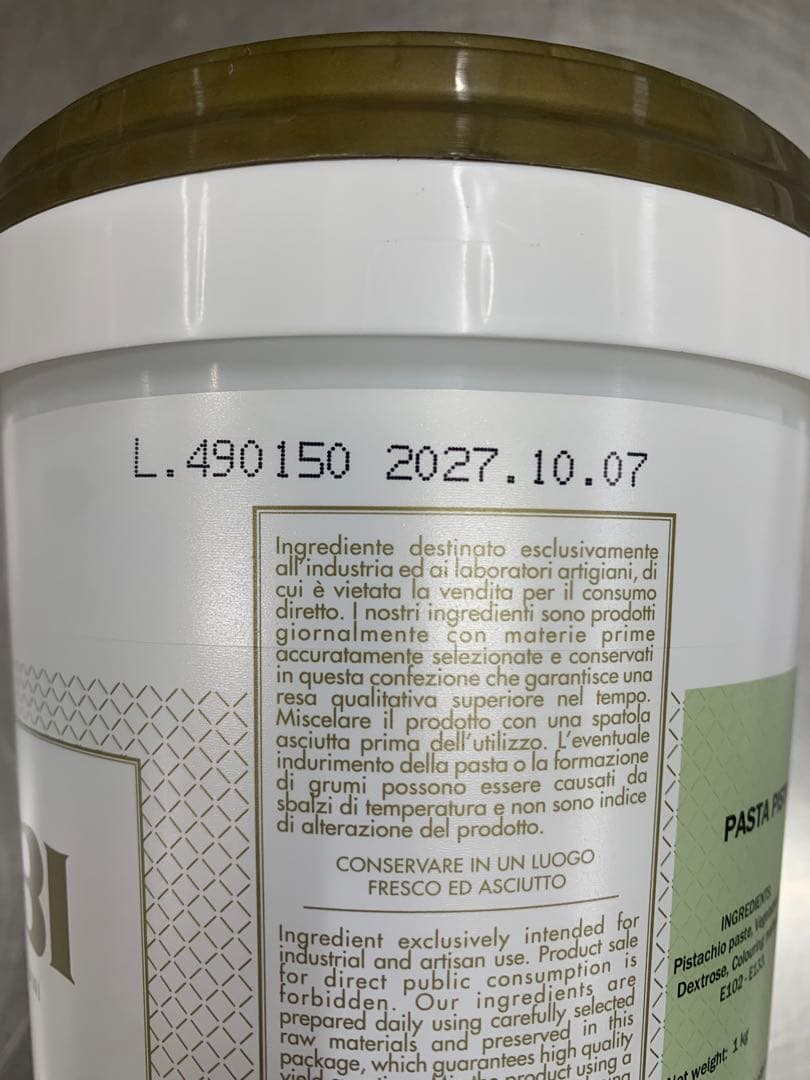 L.490150 2027.10.07
Ingrediente destinato esclusivamente
all'industria ed ai laboratori artigiani, di
cui è vietata la vendita per il consumo
diretto. I nostri ingredienti sono prodotti
giornalmente con materie prime
accuratamente selezionate e conservati
in questa confezione che garantisce una
resa qualitativa superiore nel tempo.
Miscelare il prodotto con una spatola
asciutta prima dell'utilizzo. L'eventuale
indurimento della pasta o la formazione
di grumi possono essere causati da
sbalzi di temperatura e non sono indice
di alterazione del prodotto.
CONSERVARE IN UN LUOGO
FRESCO ED ASCIUTTO
Ingredient exclusively intended for
industrial and artisan use. Product sale
for direct public consumption is
forbidden. Our ingredients are
prepared daily using carefully selected
raw materials and preserved in this
package, which guarantees high quality
product using a
BI
PASTA
INGREDIENTS
Pistachio paste,
Dextrose, Colouring
E102 - E133
Net weight: 1 kg